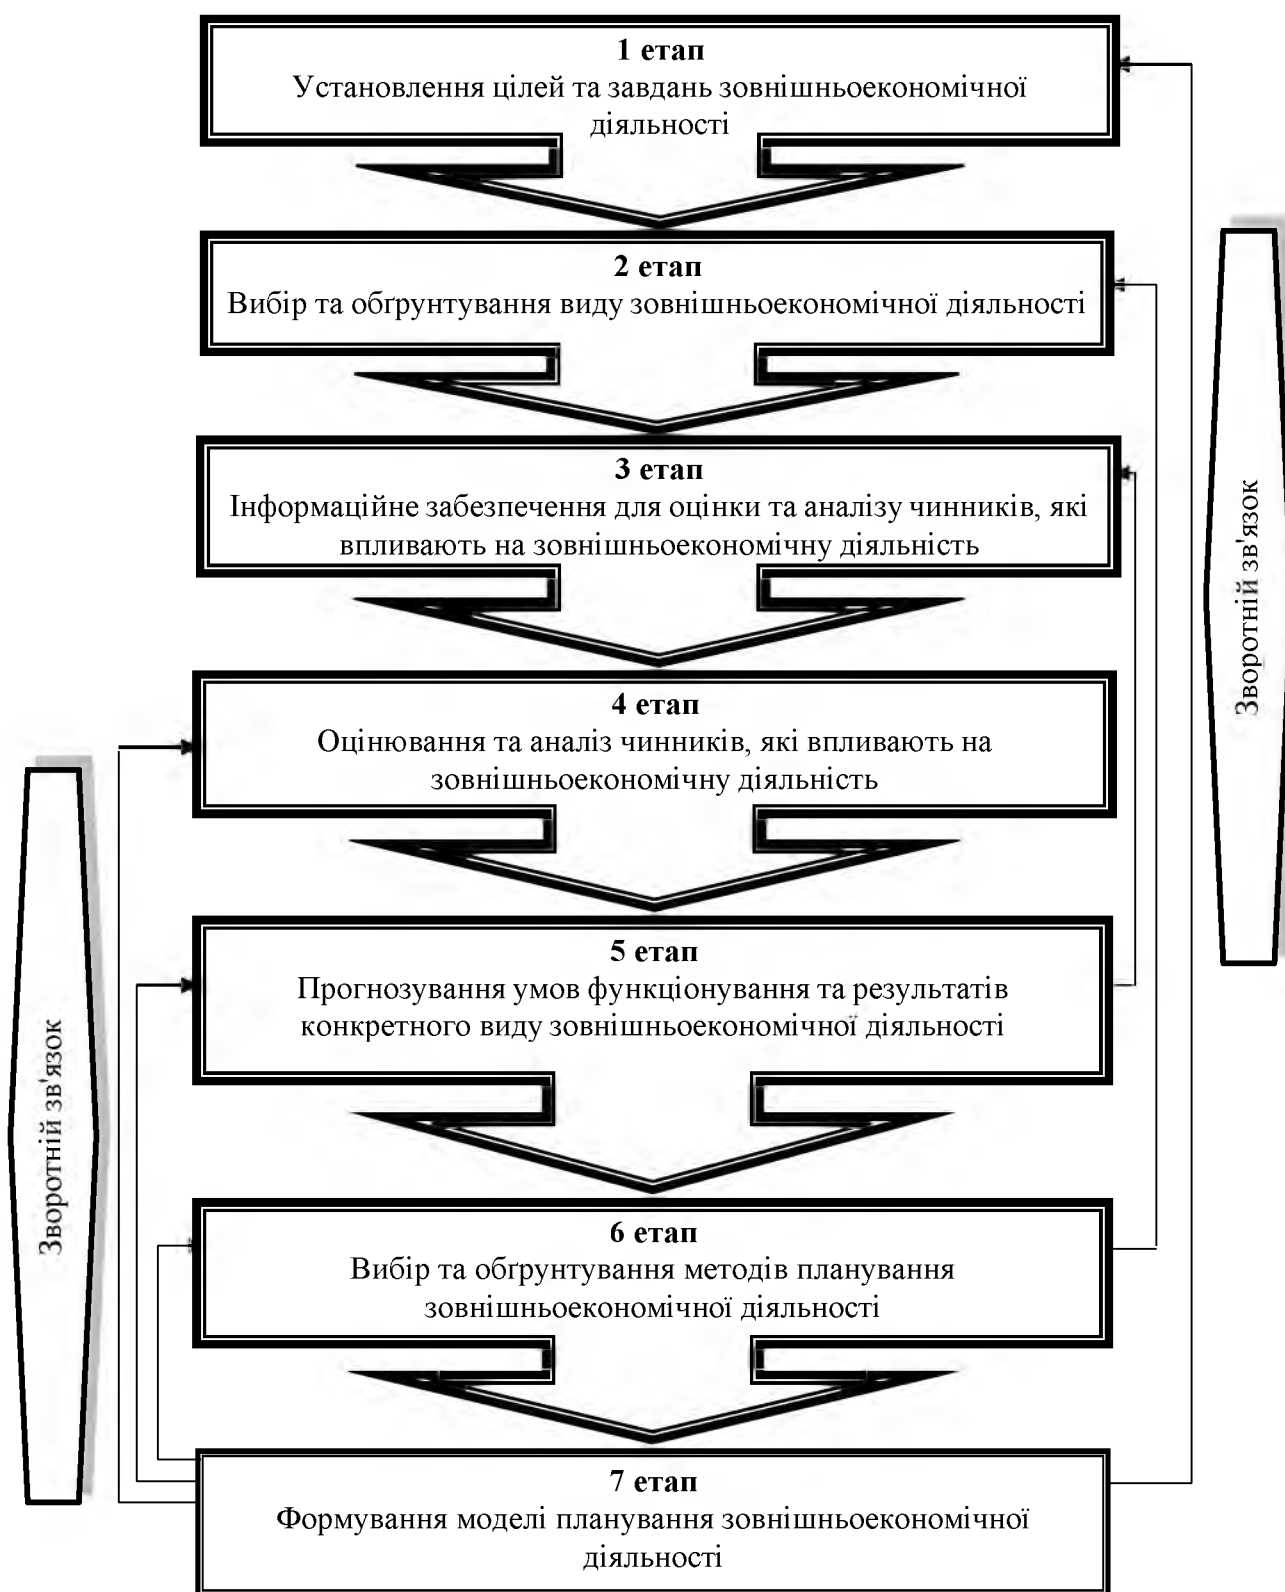 1 етап
Установлення цілей та завдань зовнішньоекономічної
діяльності
2 етап
Вибір та обґрунтування виду зовнішньоекономічної діяльності
3 етап
Інформаційне забезпечення для оцінки та аналізу чинників, які
впливають на зовнішньоекономічну діяльність
Зворотній зв'язок
4 етап
Оцінювання та аналіз чинників, які впливають на
зовнішньоекономічну діяльність
5 етап
Прогнозування умов функціонування та результатів
конкретного виду зовнішньоекономічної діяльності
Зворотній зв'язок
6 етап
Вибір та обґрунтування методів планування
зовнішньоекономічної діяльності
7 етап
Формування моделі планування зовнішньоекономічної
діяльності